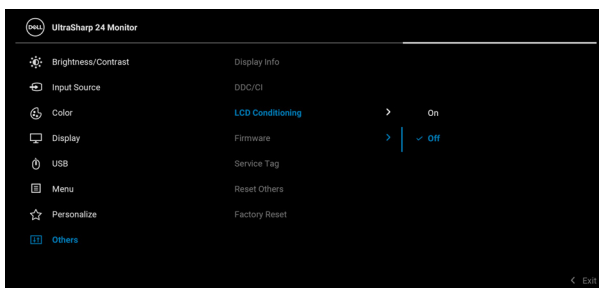 DELL UltraSharp 24 Monitor
Brightness/Contrast Display Info
Input Source DDC/CI
Color LCD Conditioning > On
Display Firmware > ✓ Off
USB Service Tag
Menu Reset Others
Personalize Factory Reset
Others
< Exit